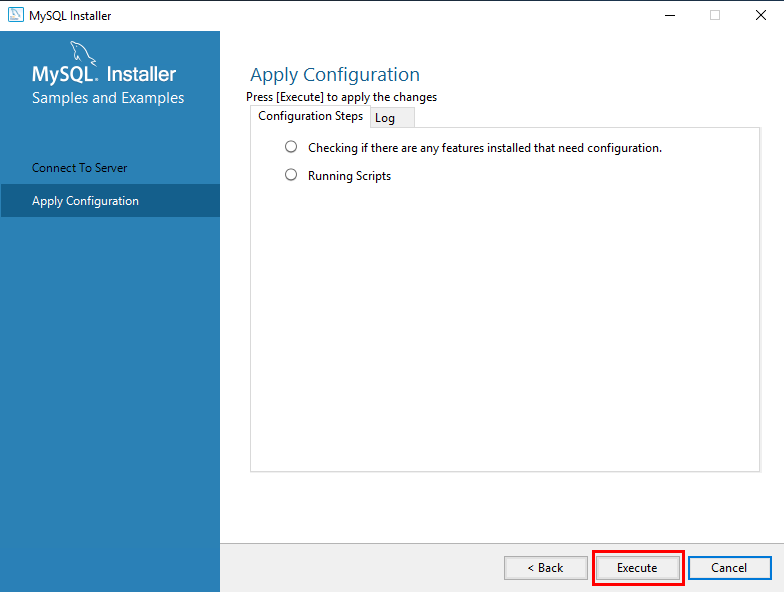 MySQL Installer
MySQL. Installer
Samples and Examples
Connect To Server
Apply Configuration
Apply Configuration
Press [Execute] to apply the changes
Configuration Steps
Log
Checking if there are any features installed that need configuration.
Running Scripts
< Back
Execute
Cancel